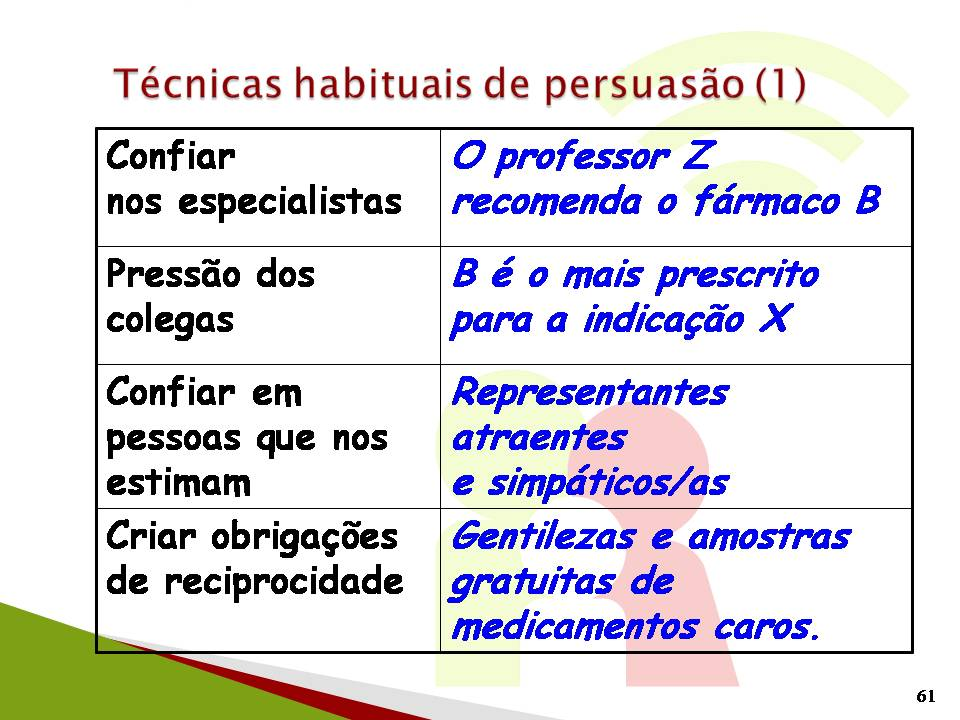 Técnicas habituais de persuasão (1)
Confiar
nos especialistas
O professor Z
recomenda o fármaco B
Pressão dos
colegas
B é o mais prescrito
para a indicação X
Confiar em
pessoas que nos
estimam
Representantes
atraentes
e simpáticos/as
Criar obrigações
de reciprocidade
Gentilezas e amostras
gratuitas de
medicamentos caros.
61